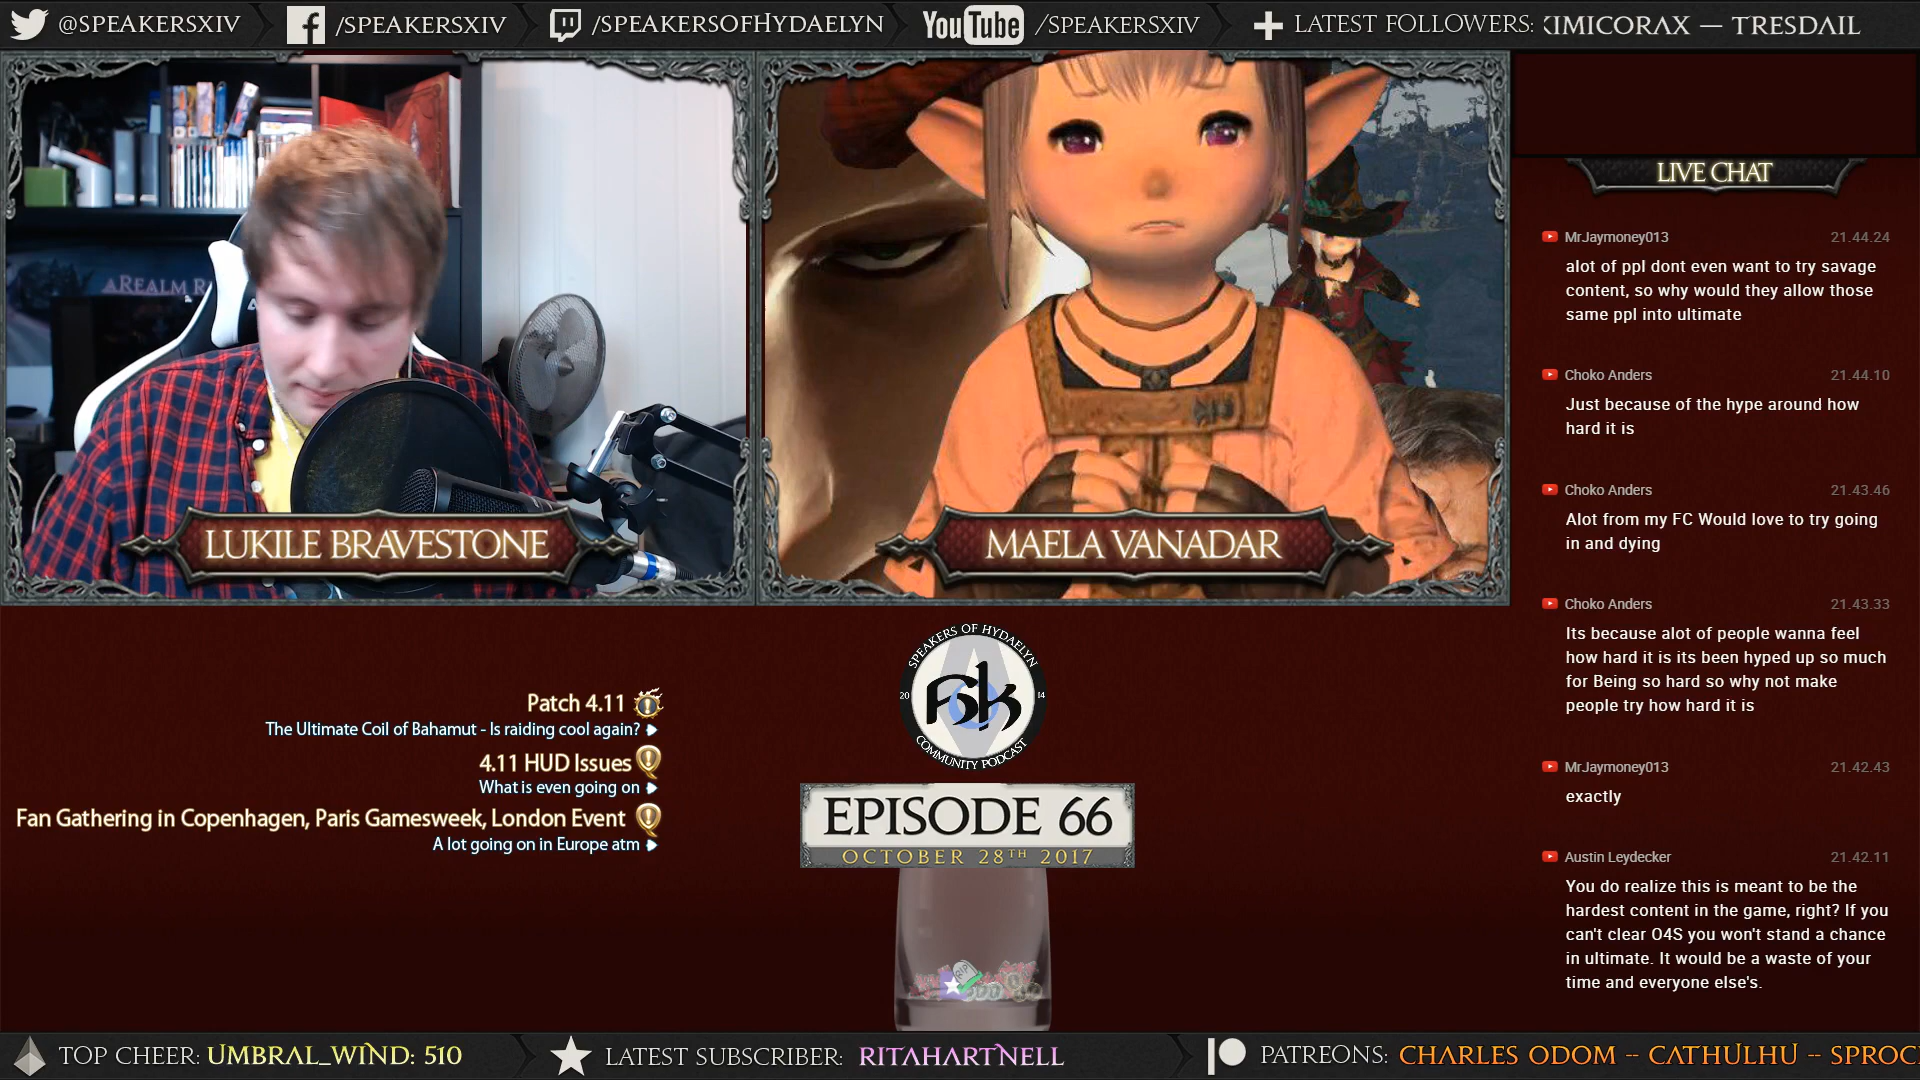 @SPEAKERSXIV
/SPEAKERSXIV
/SPEAKERSOFHYDAELYN
YouTube /SPEAKERSXIV
LATEST FOLLOWERS: KIMICORAX — TRESDAIL
AREALM R
LUKILE BRAVESTONE
MAELA VANADAR
LIVE CHAT
MrJaymoney013 21.44.24
alot of ppl dont even want to try savage
content, so why would they allow those
same ppl into ultimate
Choko Anders 21.44.10
Just because of the hype around how
hard it is
Choko Anders 21.43.46
Alot from my FC Would love to try going
in and dying
Choko Anders 21.43.33
Its because alot of people wanna feel
how hard it is its been hyped up so much
for Being so hard so why not make
people try how hard it is
MrJaymoney013 21.42.43
exactly
Austin Leydecker 21.42.11
You do realize this is meant to be the
hardest content in the game, right? If you
can't clear O4S you won't stand a chance
in ultimate. It would be a waste of your
time and everyone else's.
Patch 4.11
The Ultimate Coil of Bahamut - Is raiding cool again?
4.11 HUD Issues
What is even going on
Fan Gathering in Copenhagen, Paris Gamesweek, London Event
A lot going on in Europe atm
SPEAKERS OF HYDAELYN
20 14
COMMUNITY PODCAST
EPISODE 66
OCTOBER 28TH 2017
RIP
TOP CHEER: UMBRAL_WIND: 510
LATEST SUBSCRIBER: RITAHARTNELL
PATREONS: CHARLES ODOM -- CATHULHU -- SPROC